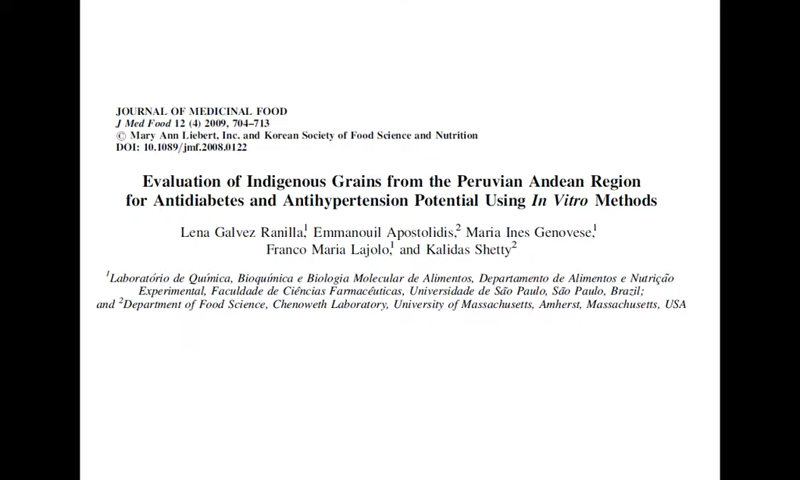 JOURNAL OF MEDICINAL FOOD
J Med Food 12 (4) 2009, 704–713
© Mary Ann Liebert, Inc. and Korean Society of Food Science and Nutrition
DOI: 10.1089/jmf.2008.0122
Evaluation of Indigenous Grains from the Peruvian Andean Region
for Antidiabetes and Antihypertension Potential Using In Vitro Methods
Lena Galvez Ranilla,1 Emmanouil Apostolidis,2 Maria Ines Genovese,1
Franco Maria Lajolo,1 and Kalidas Shetty2
1Laboratório de Química, Bioquímica e Biologia Molecular de Alimentos, Departamento de Alimentos e Nutrição
Experimental, Faculdade de Ciências Farmacêuticas, Universidade de São Paulo, São Paulo, Brazil;
and 2Department of Food Science, Chenoweth Laboratory, University of Massachusetts, Amherst, Massachusetts, USA